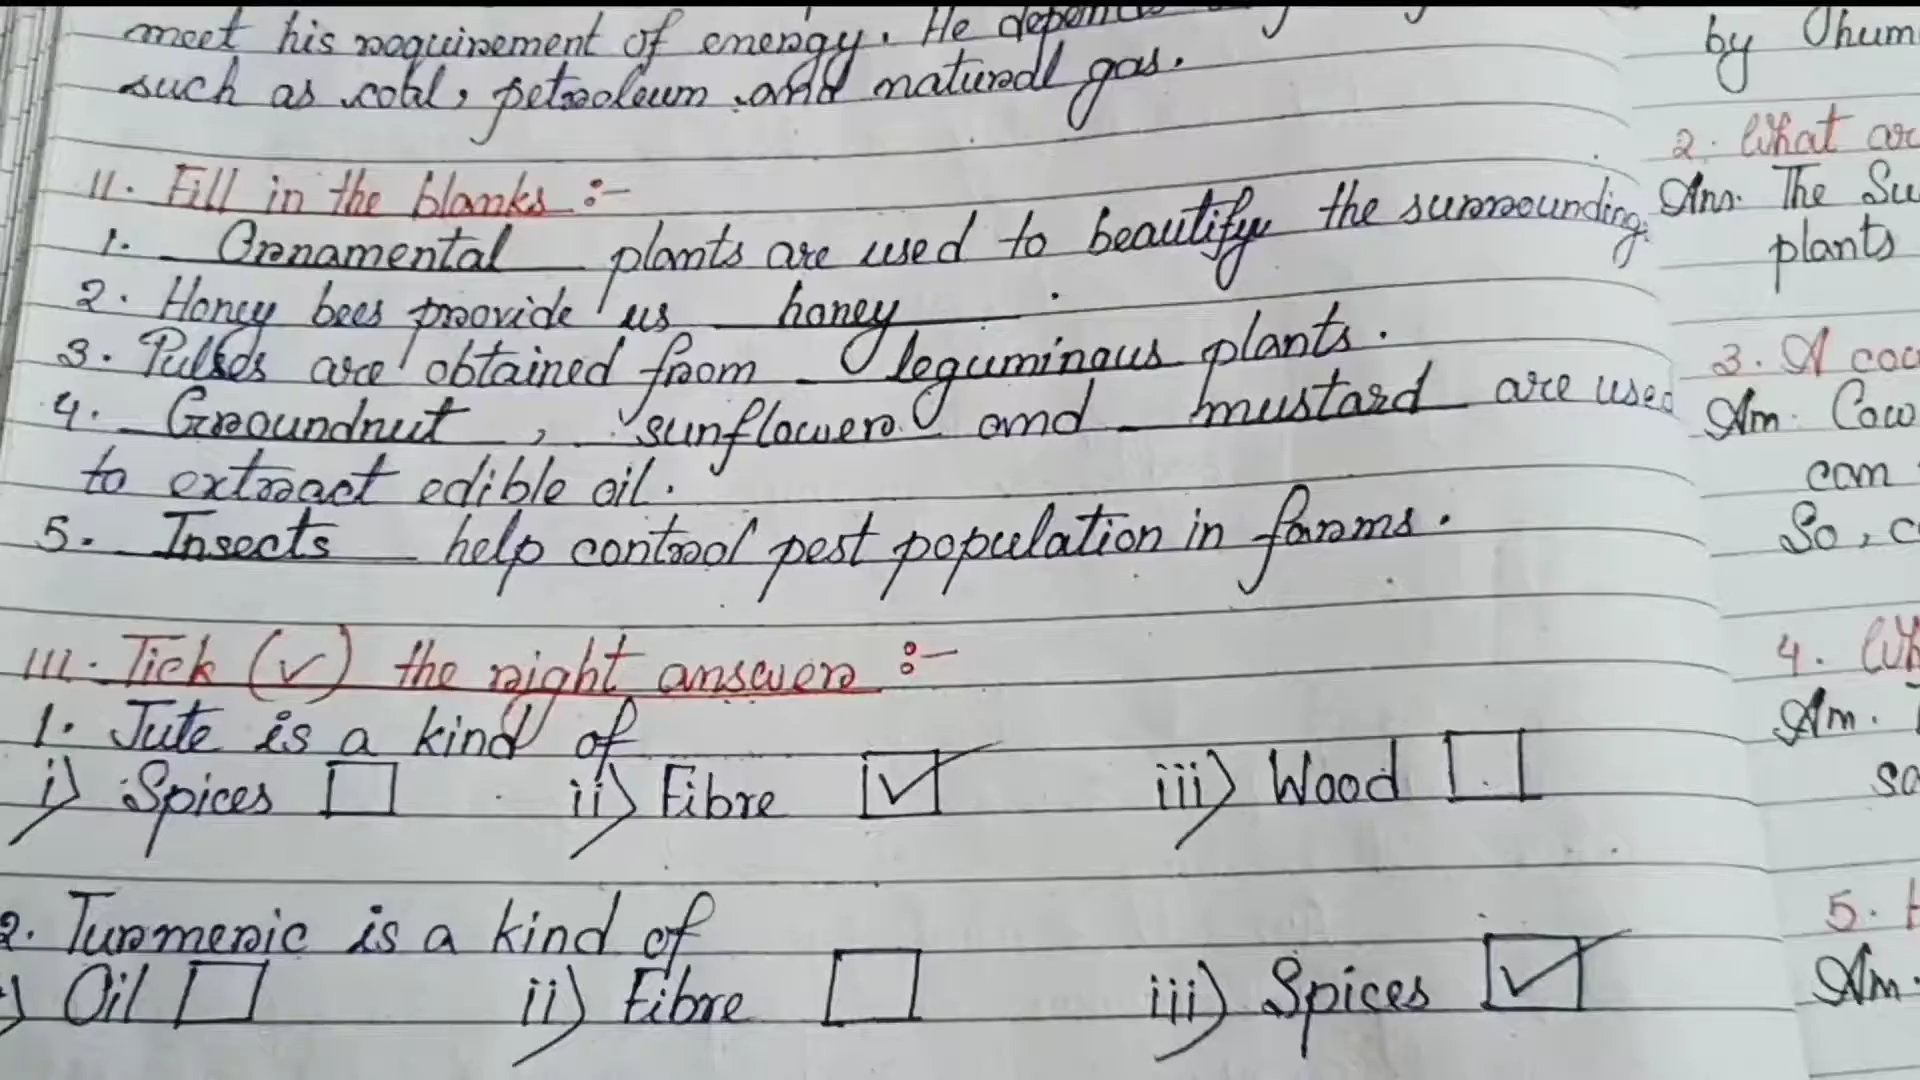 meet his requirement of energy. He depends
such as coal, petroleum and natural gas.
II. Fill in the blanks :-
1. Ornamental plants are used to beautify the surrounding.
2. Honey bees provide us honey.
3. Pulses are obtained from leguminous plants.
4. Groundnut, sunflower and mustard are used
to extract edible oil.
5. Insects help control pest population in farms.
III. Tick (✓) the right answer :-
1. Jute is a kind of
i) Spices ☐ ii) Fibre ☑ iii) Wood ☐
2. Turmeric is a kind of
i) Oil ☐ ii) Fibre ☐ iii) Spices ☑
by
2. What
Ans. The
plants
3. A
Ans. Cow
can
So,
4.
Ans.
5.
Ans.